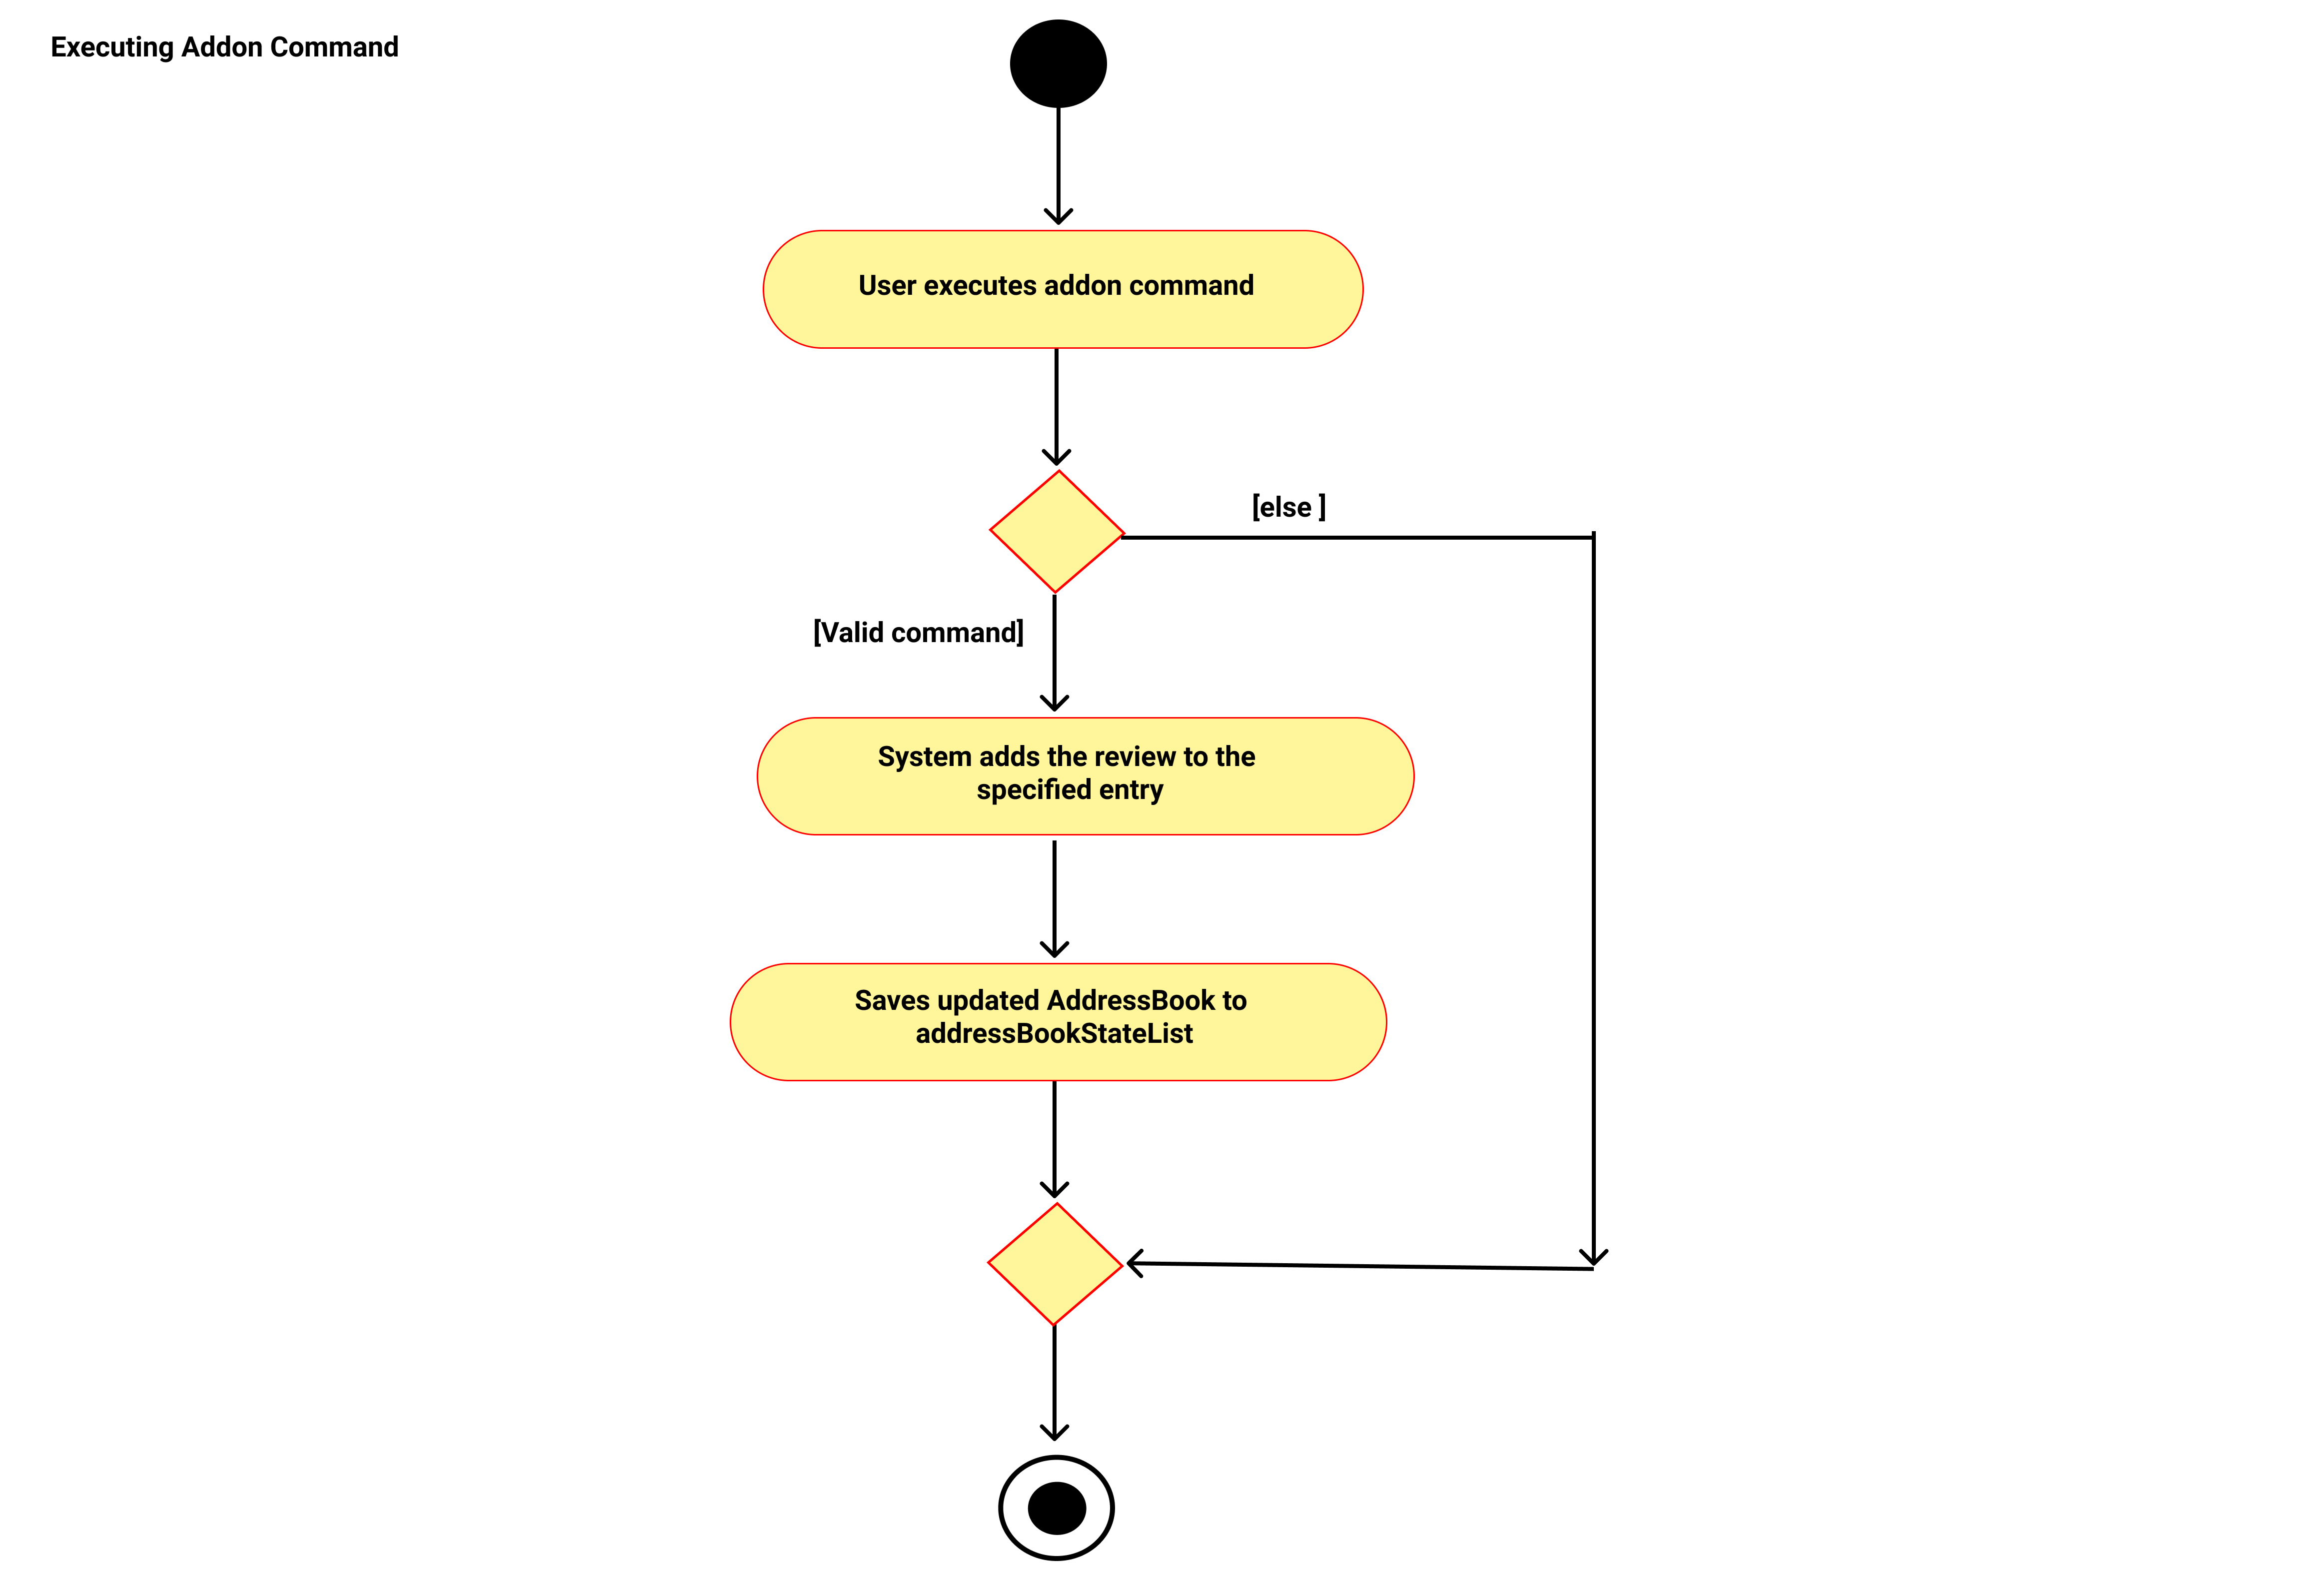 Executing Addon Command
User executes addon command
[else ]
[Valid command]
System adds the review to the
specified entry
Saves updated AddressBook to
addressBookStateList